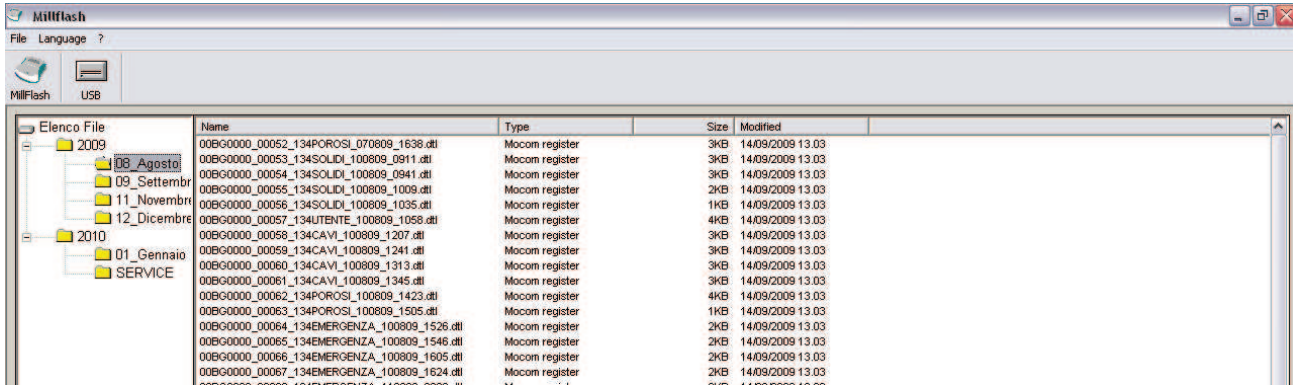 Millflash
File Language ?
MillFlash USB
Elenco File
2009
08_Agosto
09_Settembr
11_Novembre
12_Dicembre
2010
01_Gennaio
SERVICE
Name Type Size Modified
00BG0000_00052_134POROSI_070809_1638.dtl Mocom register 3KB 14/09/2009 13.03
00BG0000_00053_134SOLIDI_100809_0911.dtl Mocom register 3KB 14/09/2009 13.03
00BG0000_00054_134SOLIDI_100809_0941.dtl Mocom register 3KB 14/09/2009 13.03
00BG0000_00055_134SOLIDI_100809_1009.dtl Mocom register 2KB 14/09/2009 13.03
00BG0000_00056_134SOLIDI_100809_1035.dtl Mocom register 1KB 14/09/2009 13.03
00BG0000_00057_134UTENTE_100809_1058.dtl Mocom register 4KB 14/09/2009 13.03
00BG0000_00058_134CAVI_100809_1207.dtl Mocom register 3KB 14/09/2009 13.03
00BG0000_00059_134CAVI_100809_1241.dtl Mocom register 3KB 14/09/2009 13.03
00BG0000_00060_134CAVI_100809_1313.dtl Mocom register 3KB 14/09/2009 13.03
00BG0000_00061_134CAVI_100809_1345.dtl Mocom register 3KB 14/09/2009 13.03
00BG0000_00062_134POROSI_100809_1423.dtl Mocom register 4KB 14/09/2009 13.03
00BG0000_00063_134POROSI_100809_1505.dtl Mocom register 1KB 14/09/2009 13.03
00BG0000_00064_134EMERGENZA_100809_1526.dtl Mocom register 2KB 14/09/2009 13.03
00BG0000_00065_134EMERGENZA_100809_1546.dtl Mocom register 2KB 14/09/2009 13.03
00BG0000_00066_134EMERGENZA_100809_1605.dtl Mocom register 2KB 14/09/2009 13.03
00BG0000_00067_134EMERGENZA_100809_1624.dtl Mocom register 2KB 14/09/2009 13.03